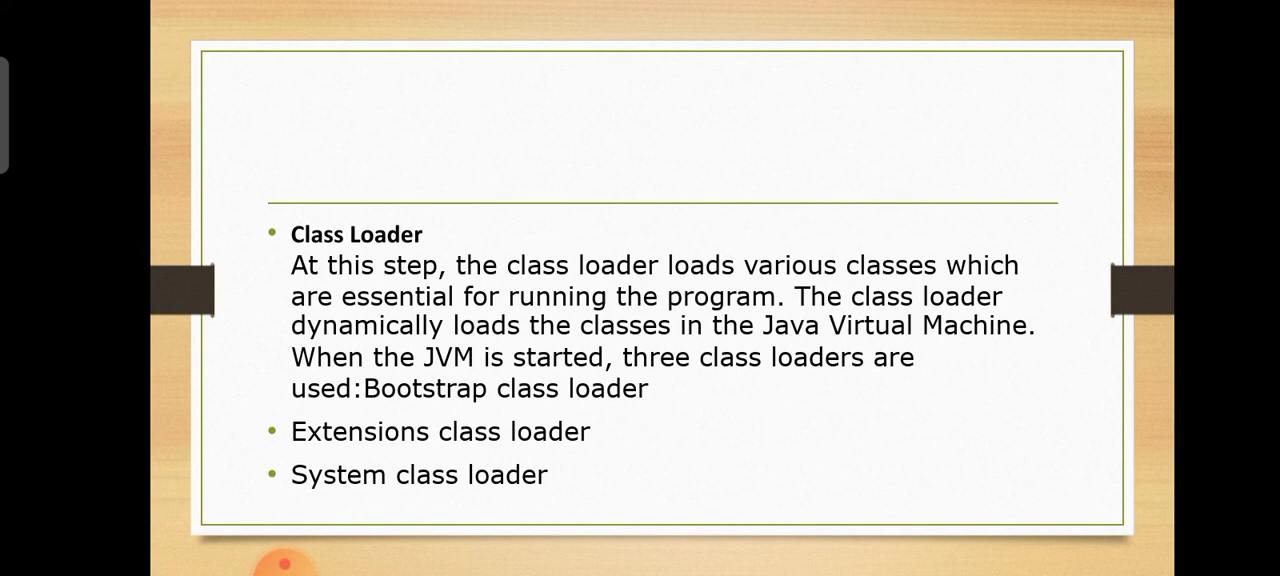 Class Loader
At this step, the class loader loads various classes which
are essential for running the program. The class loader
dynamically loads the classes in the Java Virtual Machine.
When the JVM is started, three class loaders are
used:Bootstrap class loader
Extensions class loader
System class loader